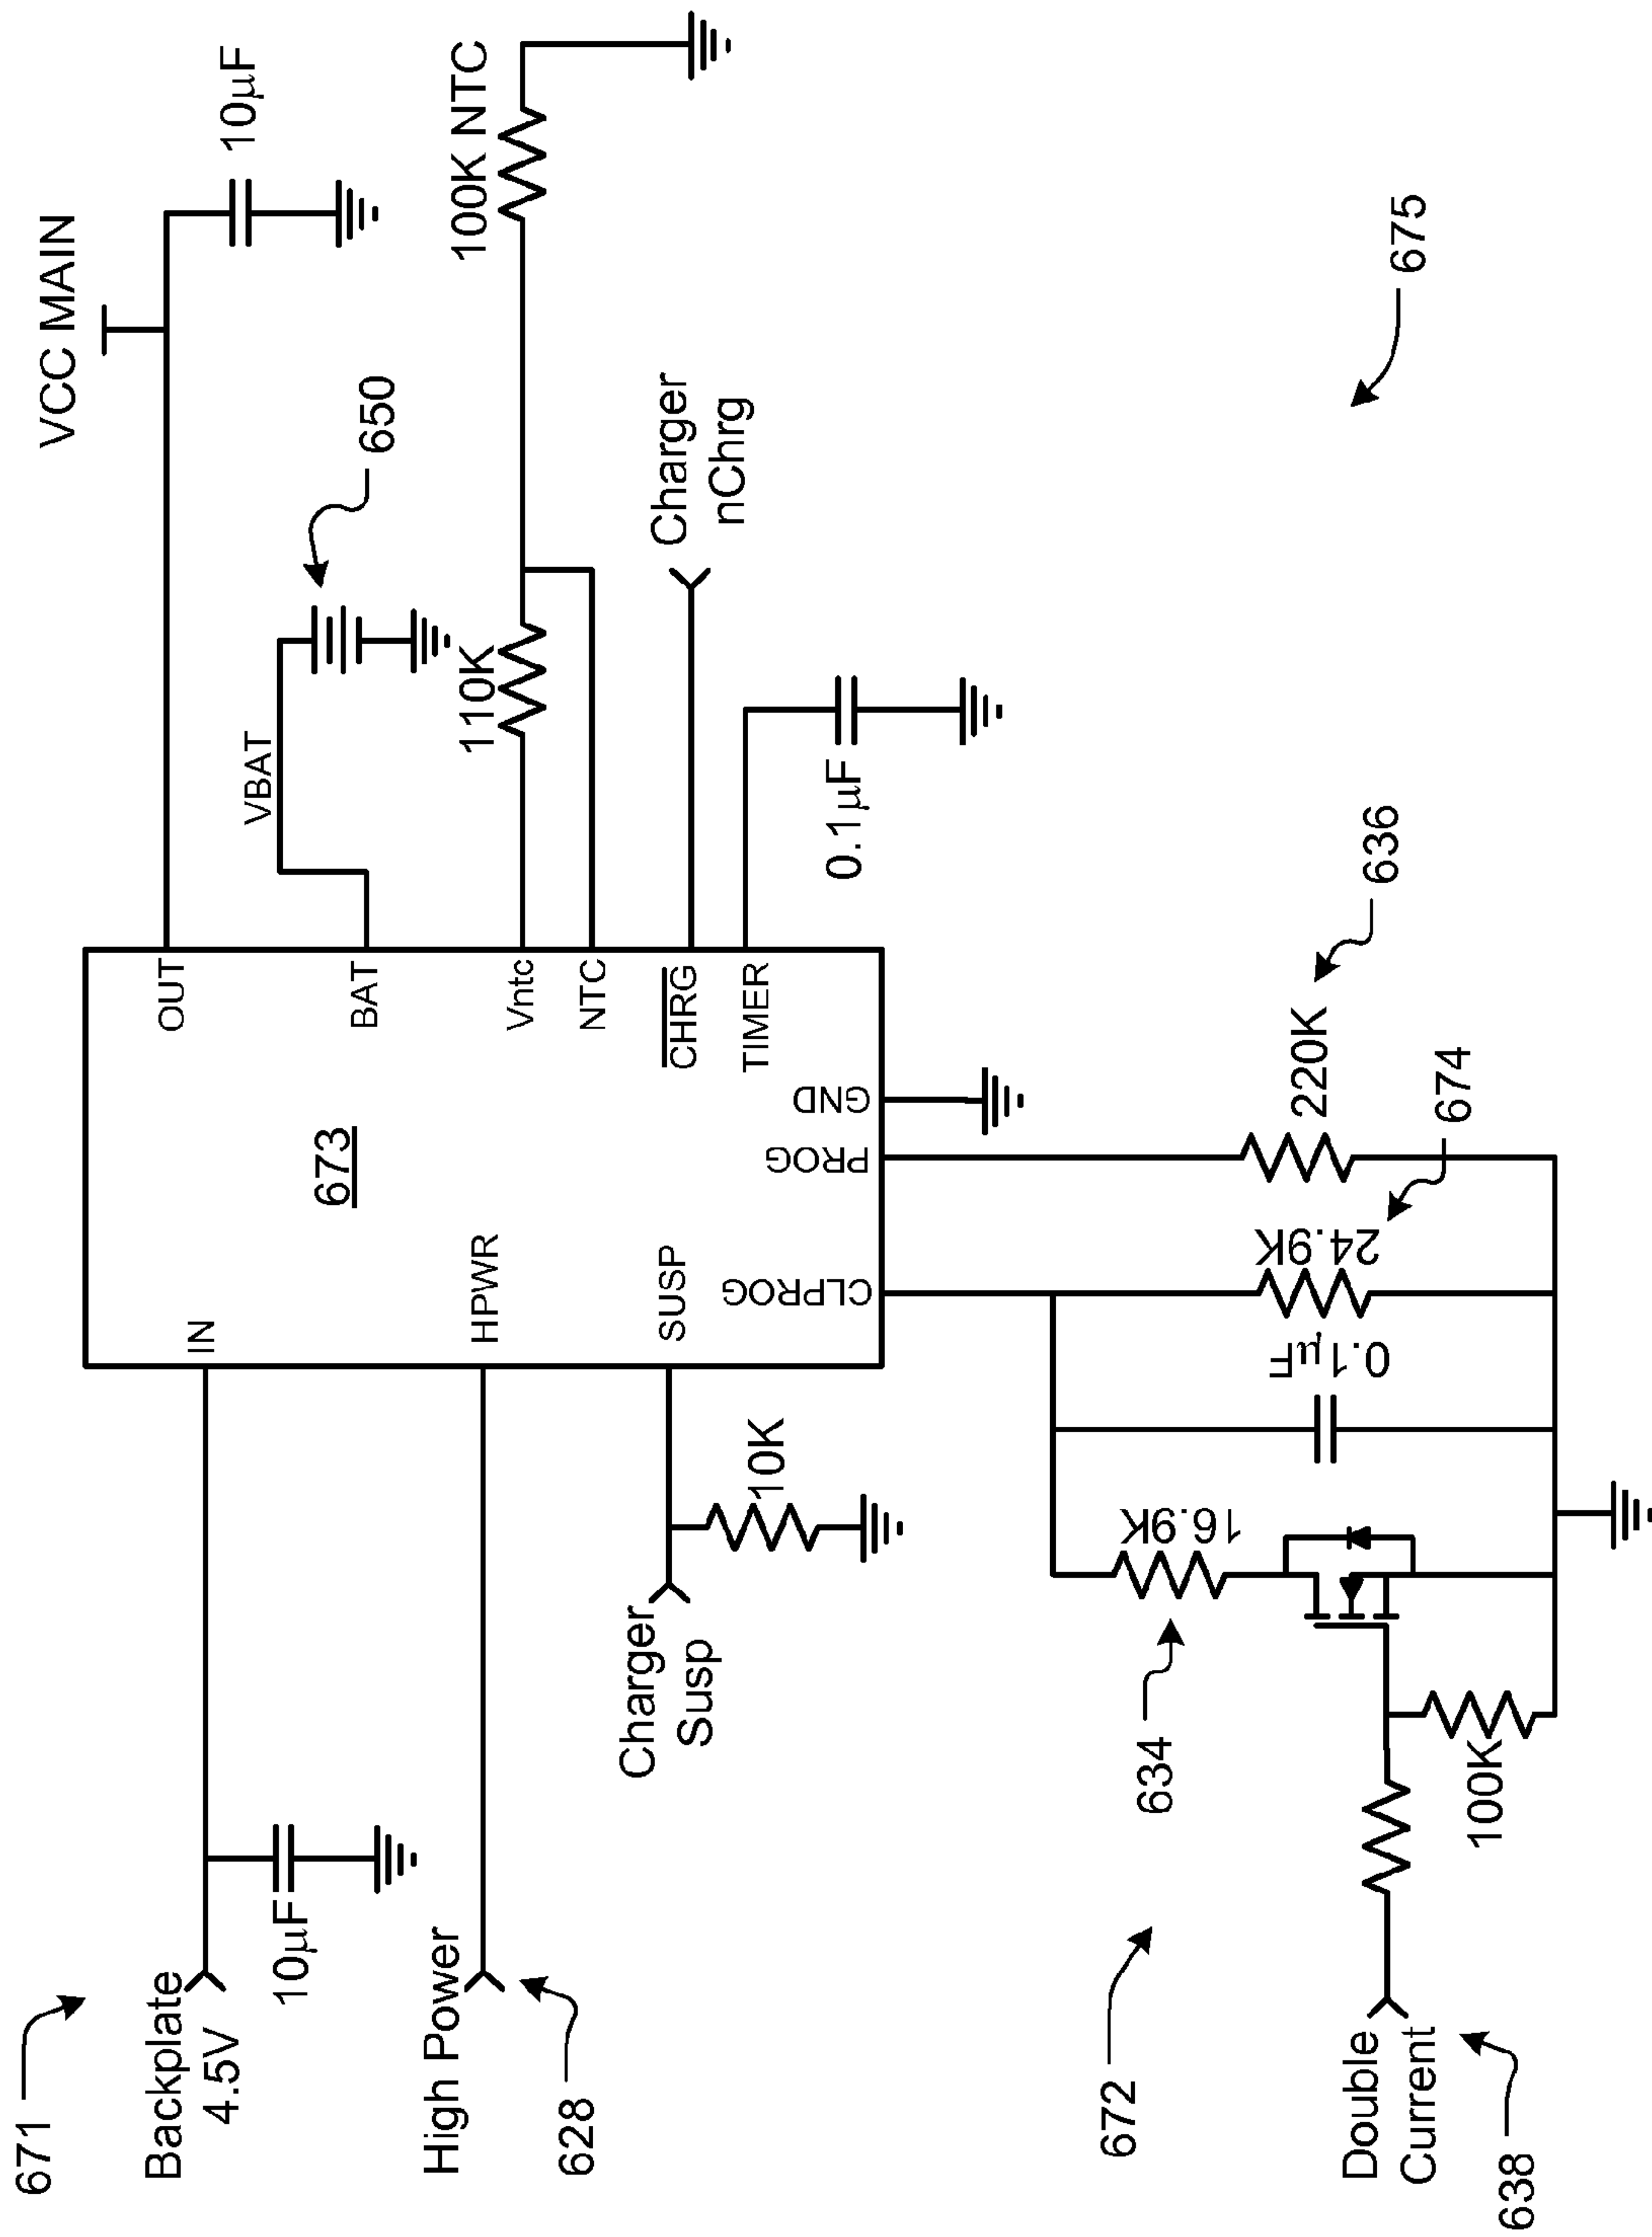 671
Backplate
4.5V
10µF
High Power
628
Charger
Susp
10K
672
634
Double
Current
638
100K
16.9K
0.1µF
24.9K
674
220K
636
673
IN
HPWR
SUSP
CLPROG
PROG
GND
OUT
BAT
Vntc
NTC
CHRG
TIMER
VCC MAIN
10µF
VBAT
650
110K
100K NTC
Charger
nChrg
0.1µF
675